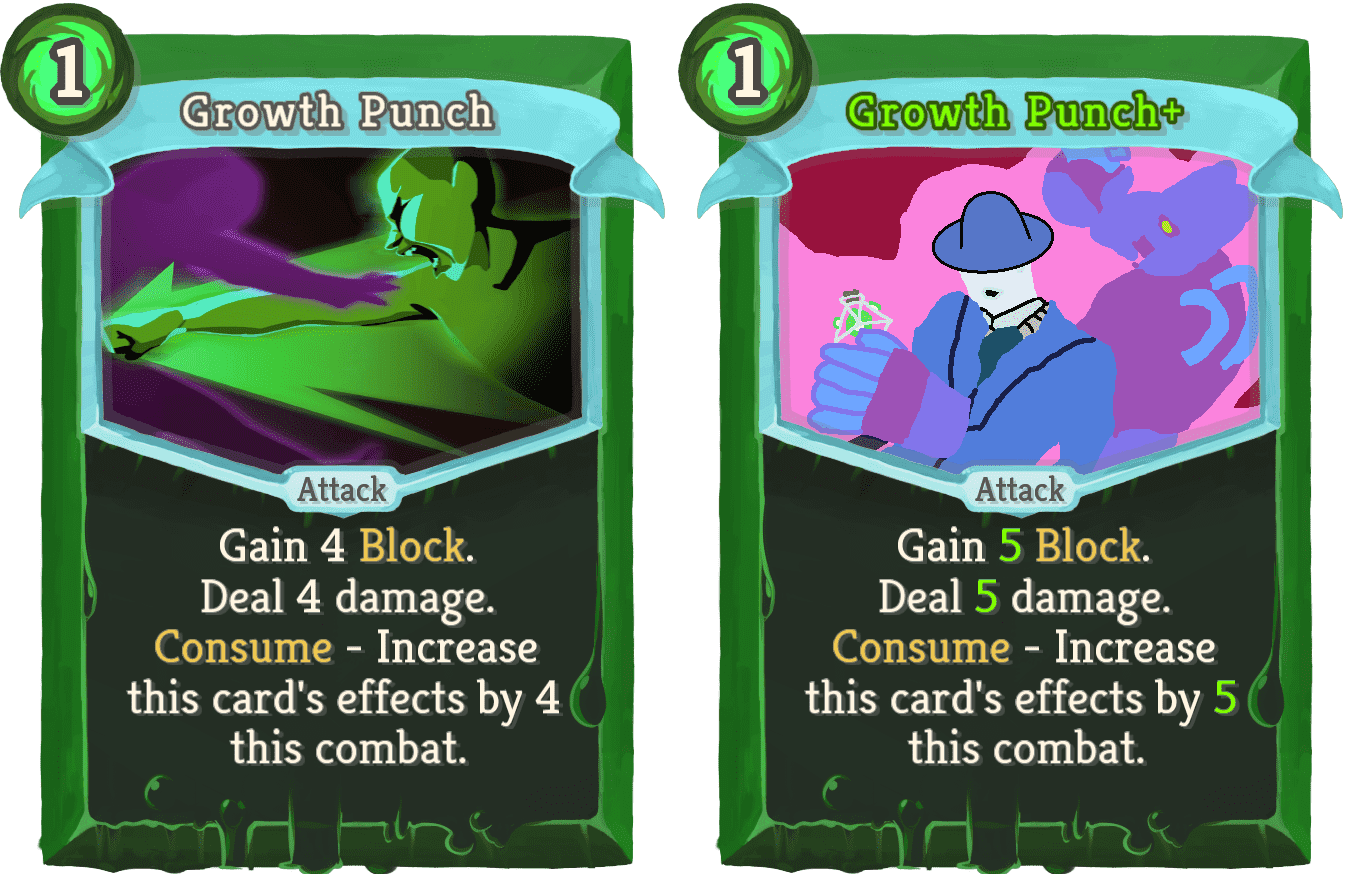 1
Growth Punch
Attack
Gain 4 Block.
Deal 4 damage.
Consume - Increase
this card's effects by 4
this combat.
1
Growth Punch+
Attack
Gain 5 Block.
Deal 5 damage.
Consume - Increase
this card's effects by 5
this combat.